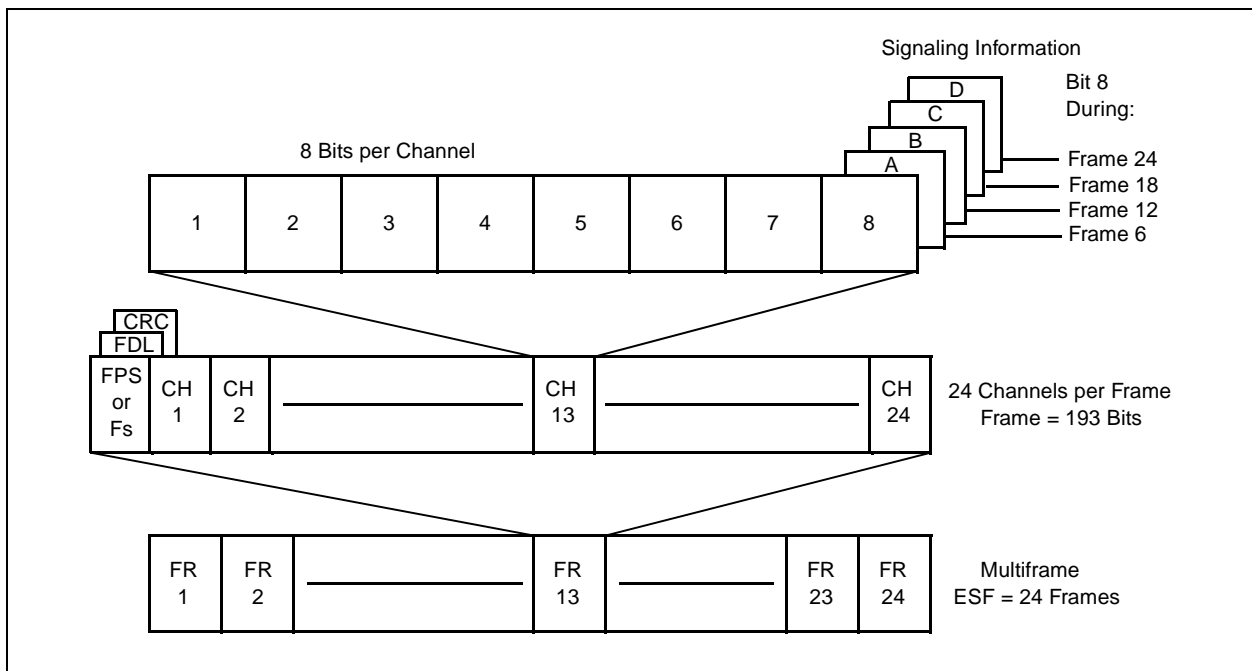 Signaling Information
Bit 8
During:
D
C
B
A
Frame 24
Frame 18
Frame 12
Frame 6
8 Bits per Channel
1 2 3 4 5 6 7 8
CRC
FDL
FPS
or
Fs
CH
1
CH
2
CH
13
CH
24
24 Channels per Frame
Frame = 193 Bits
FR
1
FR
2
FR
13
FR
23
FR
24
Multiframe
ESF = 24 Frames